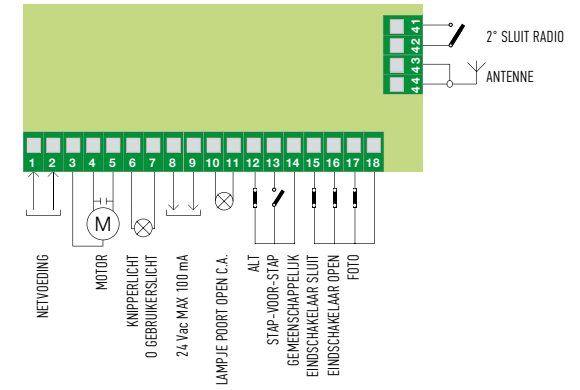 41
42
43
44
2° SLUIT RADIO
ANTENNE
1 2 3 4 5 6 7 8 9 10 11 12 13 14 15 16 17 18
M
NETVOEDING
MOTOR
KNIPPERLICHT
O GEBRUIKERSLICHT
24 Vac MAX 100 mA
LAMPJE POORT OPEN C.A.
ALT
STAP-VOOR-STAP
GEMEENSCHAPPELIJK
EINDSCHAKELAAR SLUIT
EINDSCHAKELAAR OPEN
FOTO